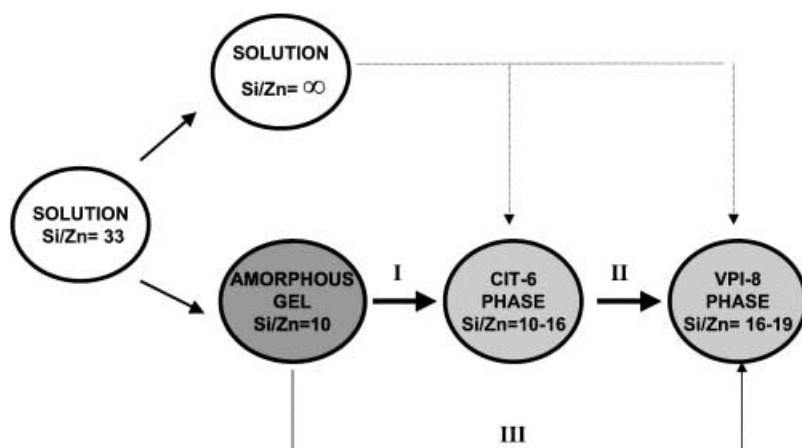 SOLUTION
Si/Zn= ∞
SOLUTION
Si/Zn= 33
AMORPHOUS
GEL
Si/Zn=10
I
CIT-6
PHASE
Si/Zn=10-16
II
VPI-8
PHASE
Si/Zn= 16-19
III